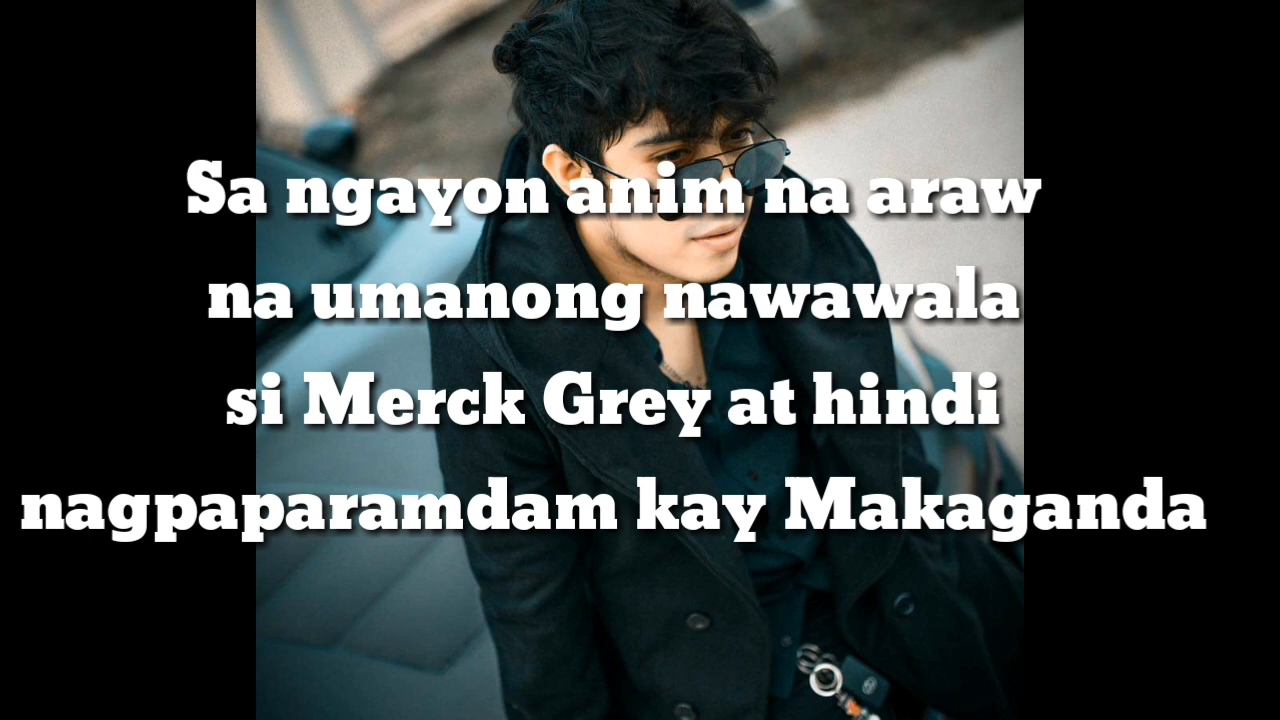 Sa ngayon anim na araw
na umanong nawawala
si Merck Grey at hindi
nagpaparamdam kay Makaganda